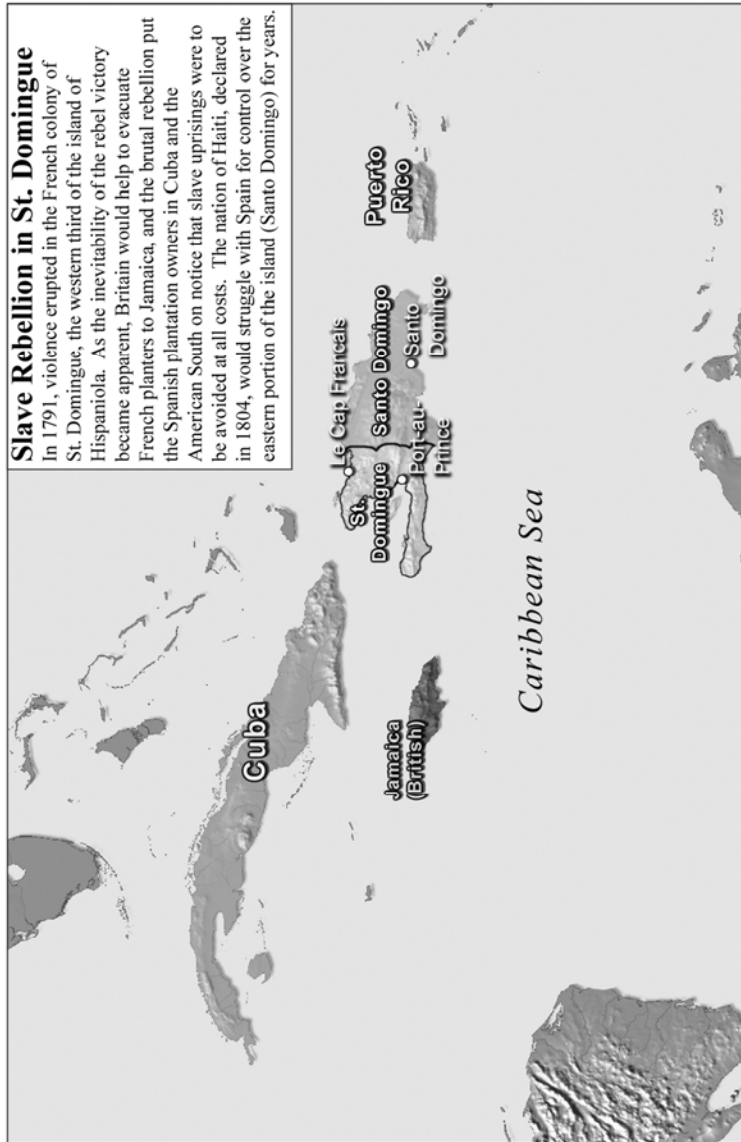 Slave Rebellion in St. Domingue
In 1791, violence erupted in the French colony of
St. Domingue, the western third of the island of
Hispaniola. As the inevitability of the rebel victory
became apparent, Britain would help to evacuate
French planters to Jamaica, and the brutal rebellion put
the Spanish plantation owners in Cuba and the
American South on notice that slave uprisings were to
be avoided at all costs. The nation of Haiti, declared
in 1804, would struggle with Spain for control over the
eastern portion of the island (Santo Domingo) for years.
Cuba
Le Cap Francais
St.
Domingue
Santo Domingo
Port-au-
Prince
Santo
Domingo
Puerto
Rico
Jamaica
(British)
Caribbean Sea